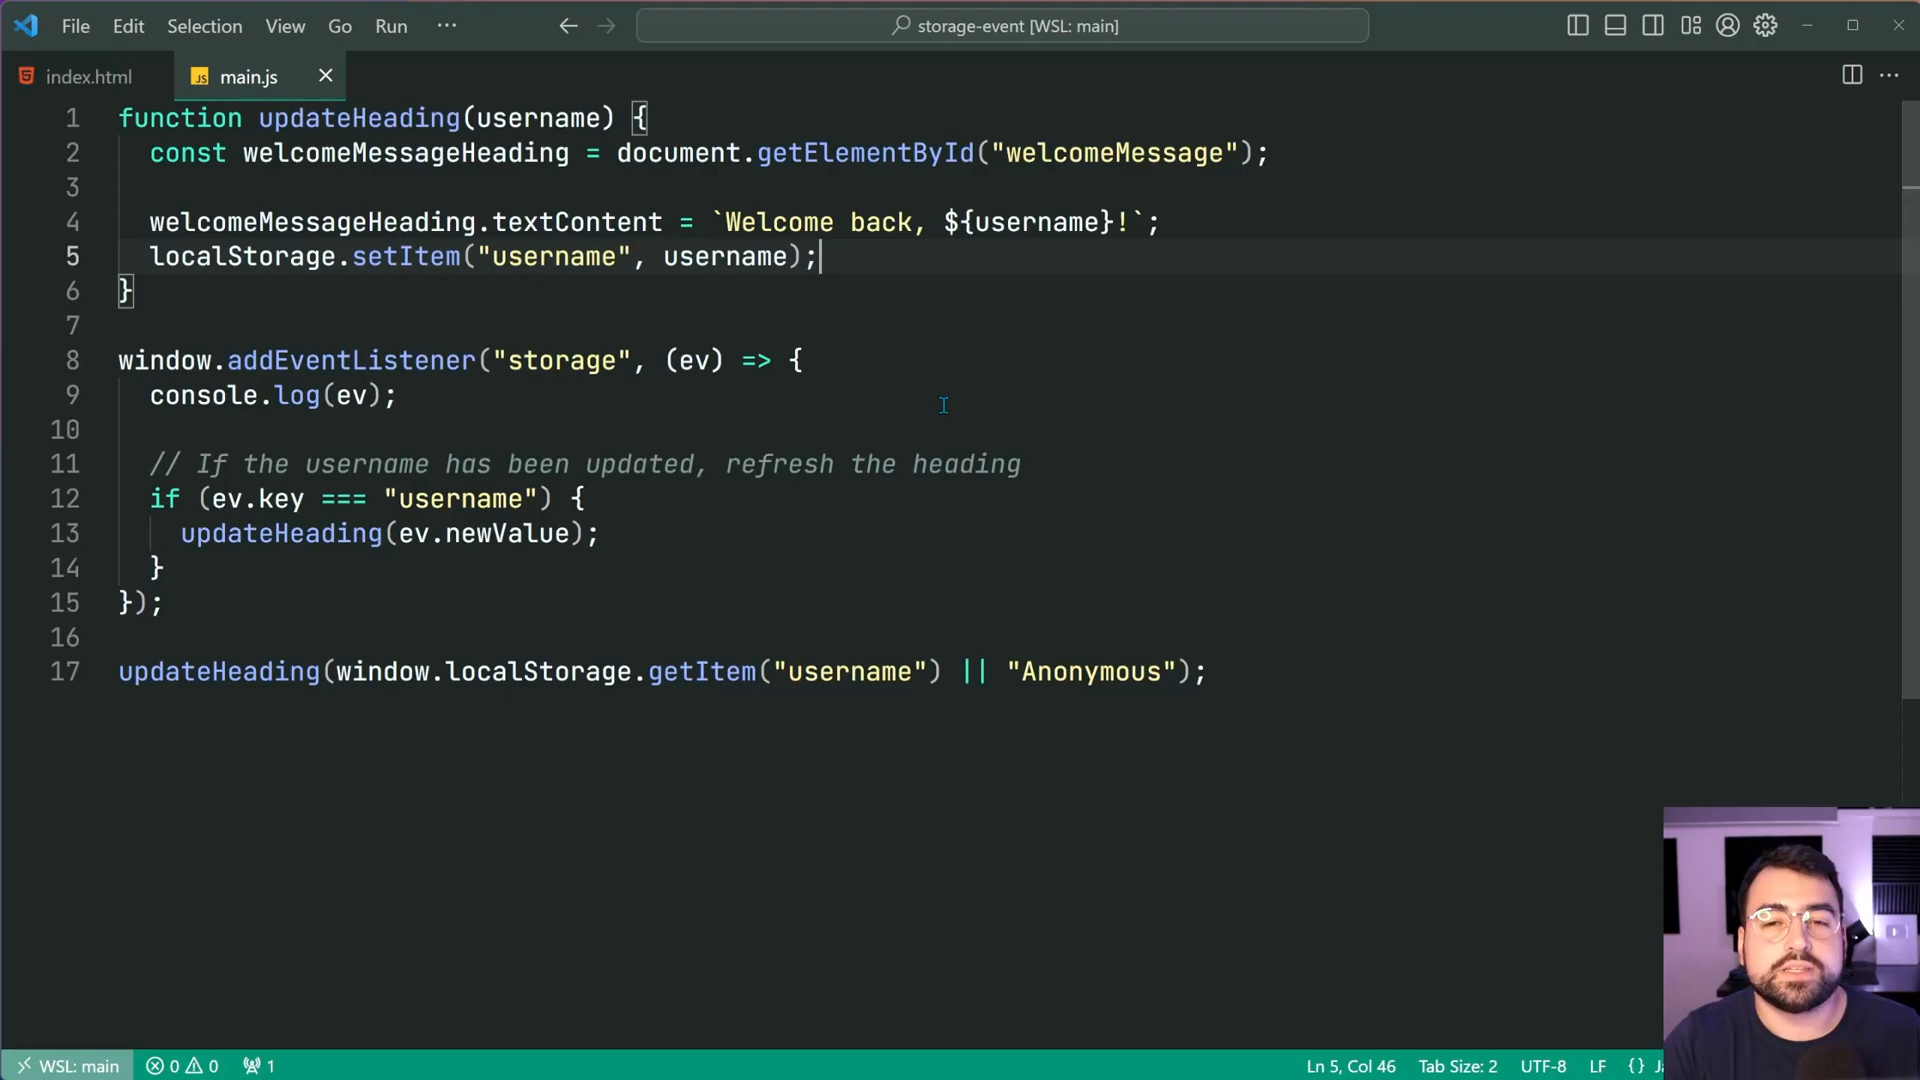 File Edit Selection View Go Run ··· storage-event [WSL: main]
index.html JS main.js
1 function updateHeading(username) {
2 const welcomeMessageHeading = document.getElementById("welcomeMessage");
3
4 welcomeMessageHeading.textContent = `Welcome back, ${username}!`;
5 localStorage.setItem("username", username);
6 }
7
8 window.addEventListener("storage", (ev) => {
9 console.log(ev);
10
11 // If the username has been updated, refresh the heading
12 if (ev.key === "username") {
13 updateHeading(ev.newValue);
14 }
15 });
16
17 updateHeading(window.localStorage.getItem("username") || "Anonymous");
WSL: main 0 0 1 Ln 5, Col 46 Tab Size: 2 UTF-8 LF {}